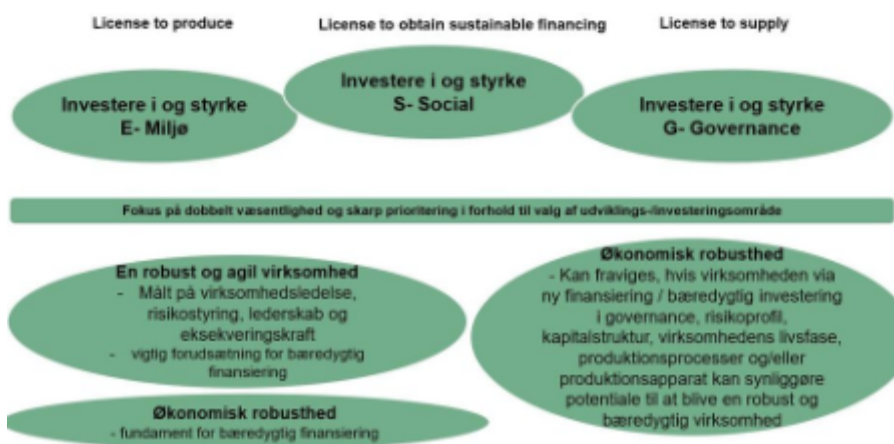 License to produce
License to obtain sustainable financing
License to supply
Investere i og styrke
E- Miljø
Investere i og styrke
S- Social
Investere i og styrke
G- Governance
Fokus på dobbelt væsentlighed og skarp prioritering i forhold til valg af udviklings-/investeringsområde
En robust og agil virksomhed
- Målt på virksomhedsledelse,
risikostyring, lederskab og
eksekveringskraft
- vigtig forudsætning for bæredygtig
finansiering
Økonomisk robusthed
- fundament for bæredygtig finansiering
Økonomisk robusthed
- Kan fraviges, hvis virksomheden via
ny finansiering / bæredygtig investering
i governance, risikoprofil,
kapitalstruktur, virksomhedens livsfase,
produktionsprocesser og/eller
produktionsapparat kan synliggøre
potentiale til at blive en robust og
bæredygtig virksomhed